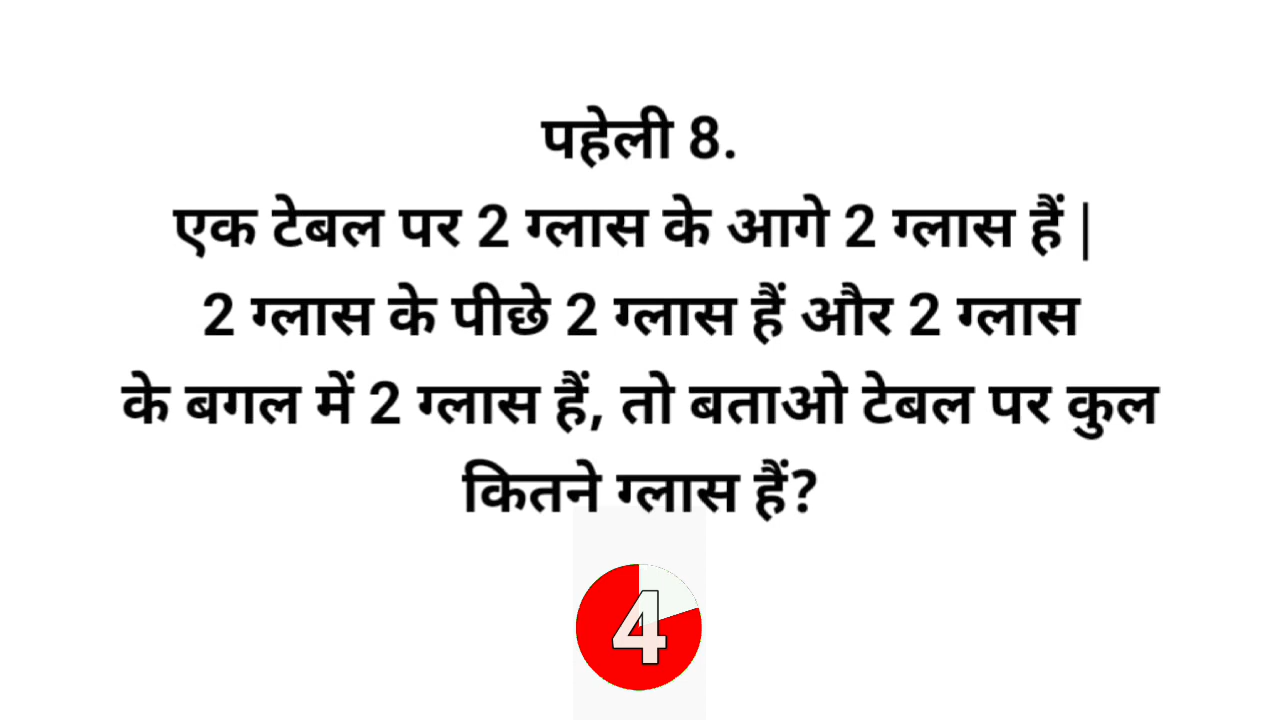 पहेली 8.
एक टेबल पर 2 ग्लास के आगे 2 ग्लास हैं |
2 ग्लास के पीछे 2 ग्लास हैं और 2 ग्लास
के बगल में 2 ग्लास हैं, तो बताओ टेबल पर कुल
कितने ग्लास हैं?
4